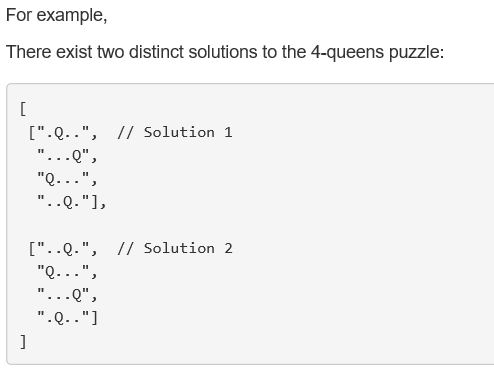 For example,
There exist two distinct solutions to the 4-queens puzzle:
[
 [".Q..",  // Solution 1
  "...Q",
  "Q...",
  "..Q."],

 ["..Q.",  // Solution 2
  "Q...",
  "...Q",
  ".Q.."]
]